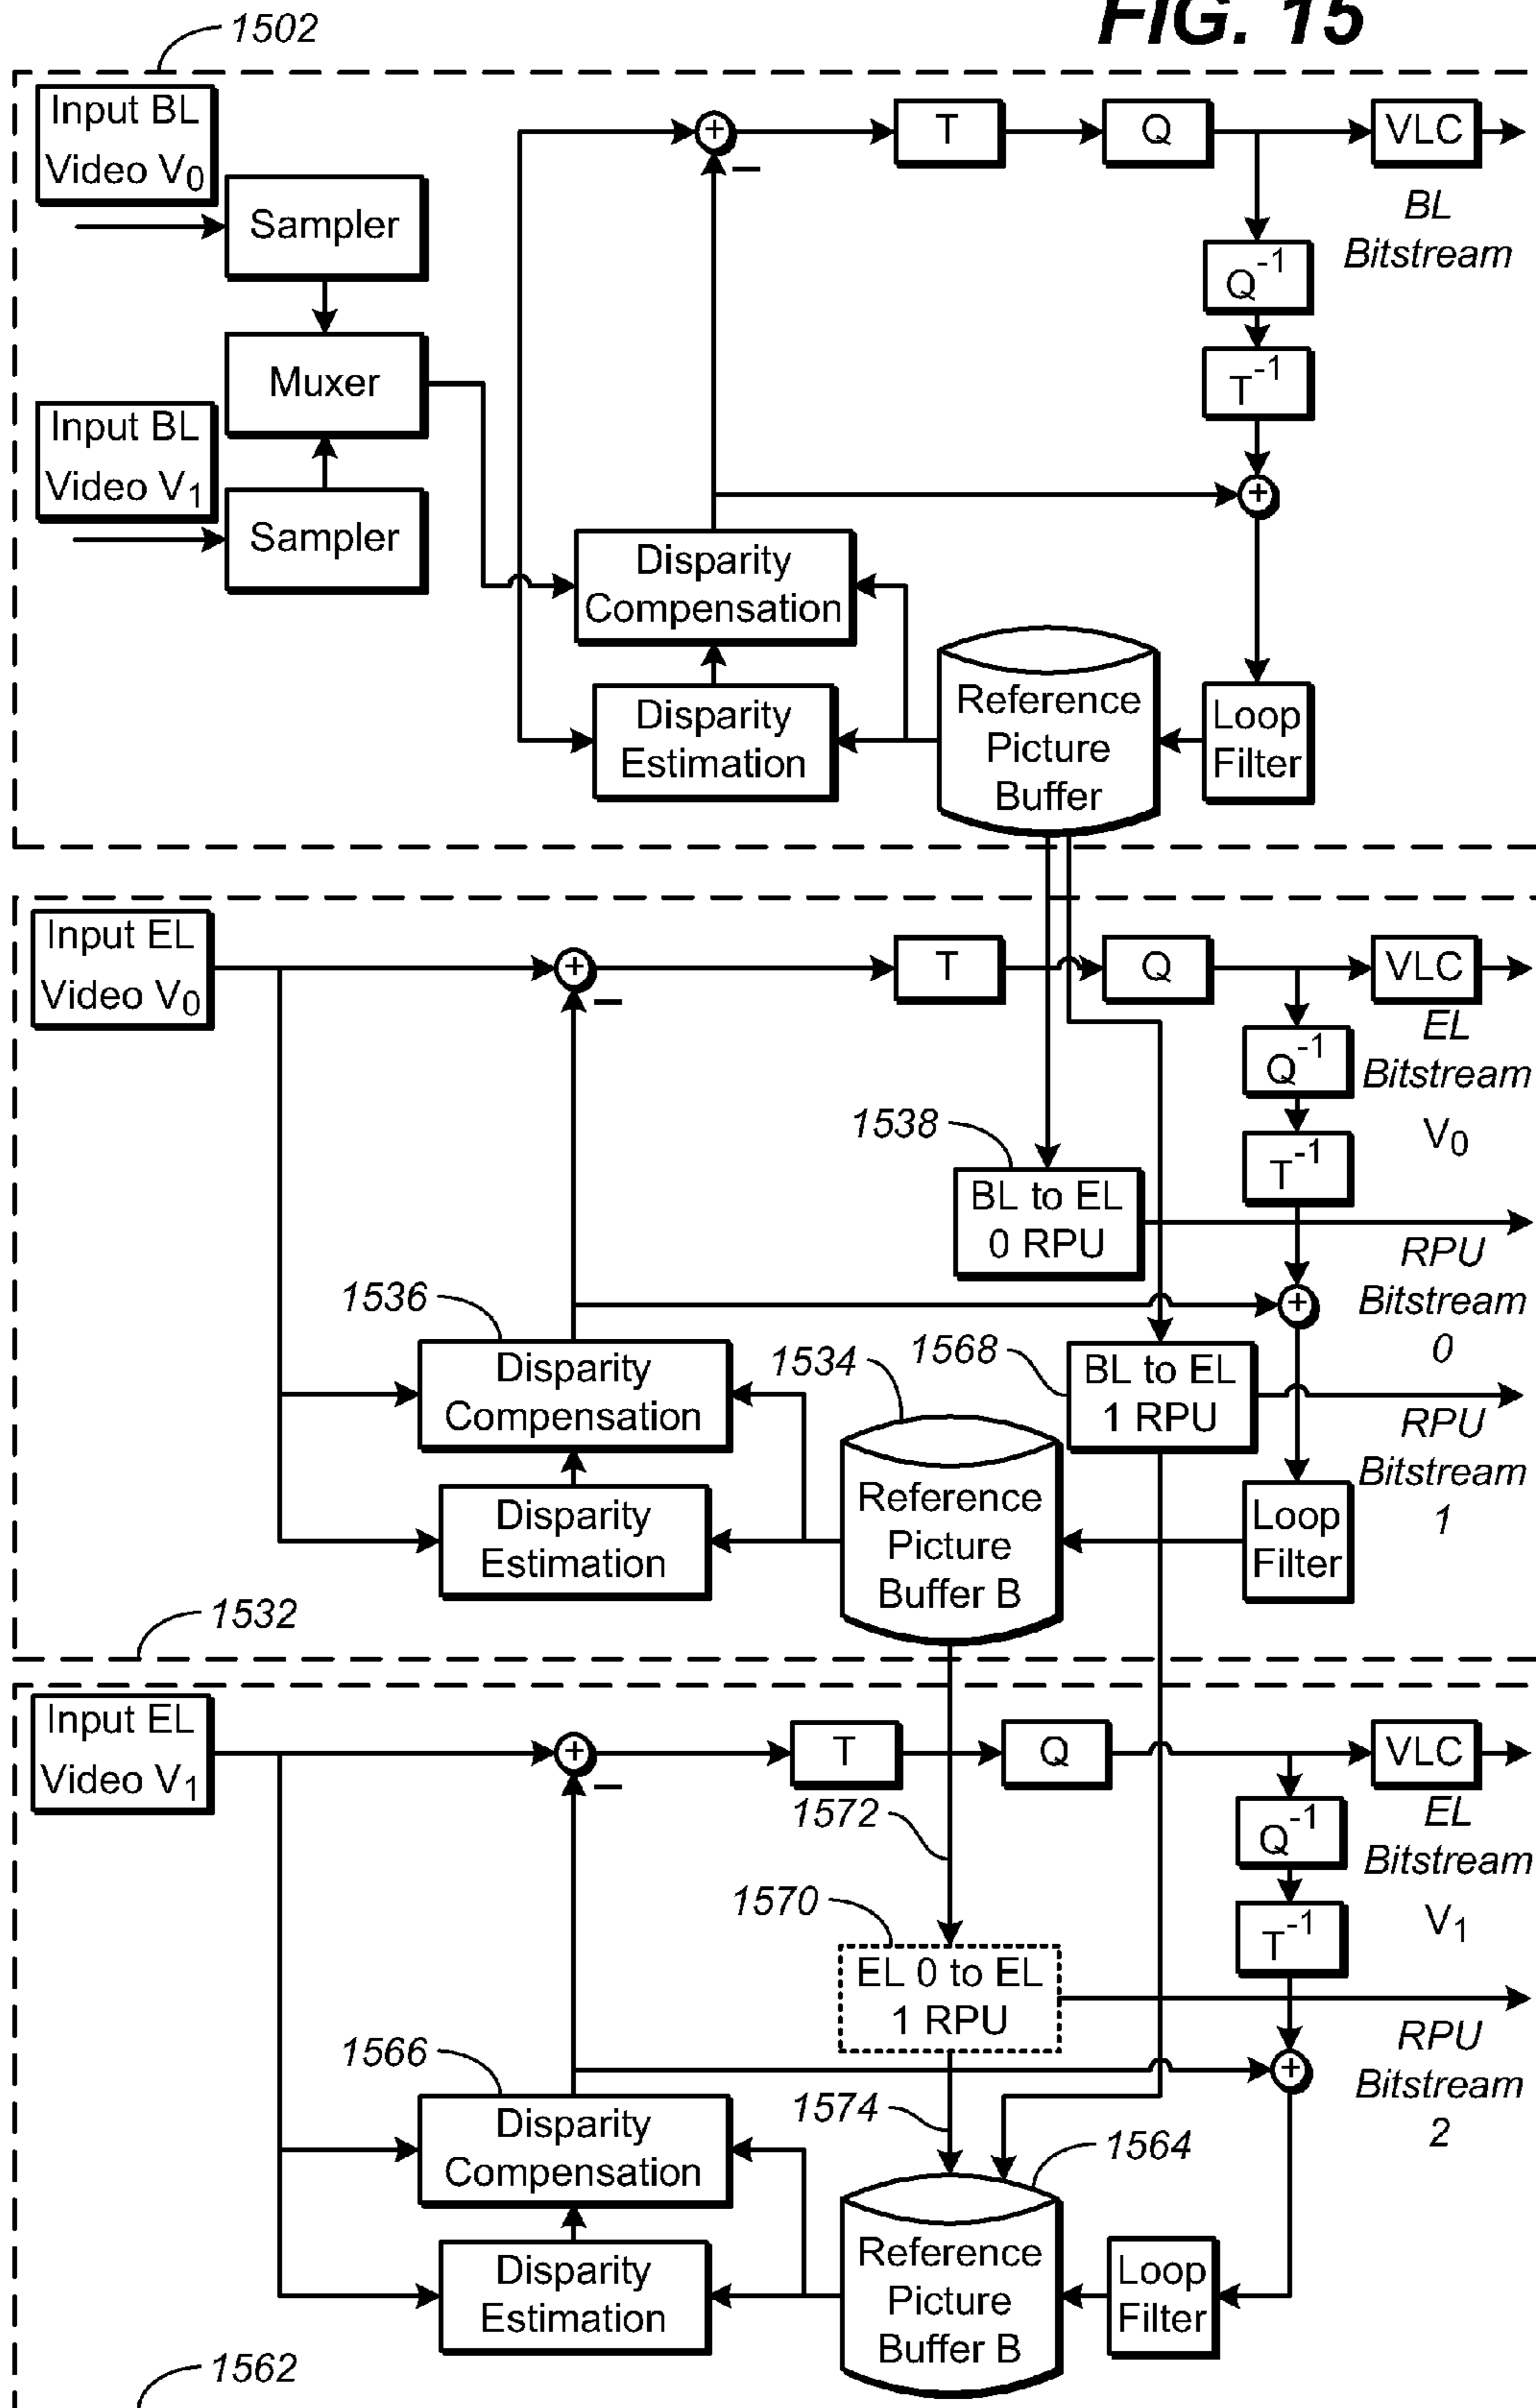 FIG. 15
1502
Input BL
Video V0
Sampler
Muxer
Input BL
Video V1
Sampler
+
−
T
Q
VLC
BL
Bitstream
Q-1
T-1
+
Disparity
Compensation
Disparity
Estimation
Reference
Picture
Buffer
Loop
Filter
Input EL
Video V0
+
−
T
Q
VLC
EL
Bitstream
V0
Q-1
T-1
1538
BL to EL
0 RPU
RPU
Bitstream
0
+
1536
Disparity
Compensation
1534
1568
BL to EL
1 RPU
RPU
Bitstream
1
Disparity
Estimation
Reference
Picture
Buffer B
Loop
Filter
1532
Input EL
Video V1
+
−
T
Q
VLC
EL
Bitstream
V1
Q-1
T-1
1572
1570
EL 0 to EL
1 RPU
RPU
Bitstream
2
+
1566
Disparity
Compensation
1574
1564
Disparity
Estimation
Reference
Picture
Buffer B
Loop
Filter
1562